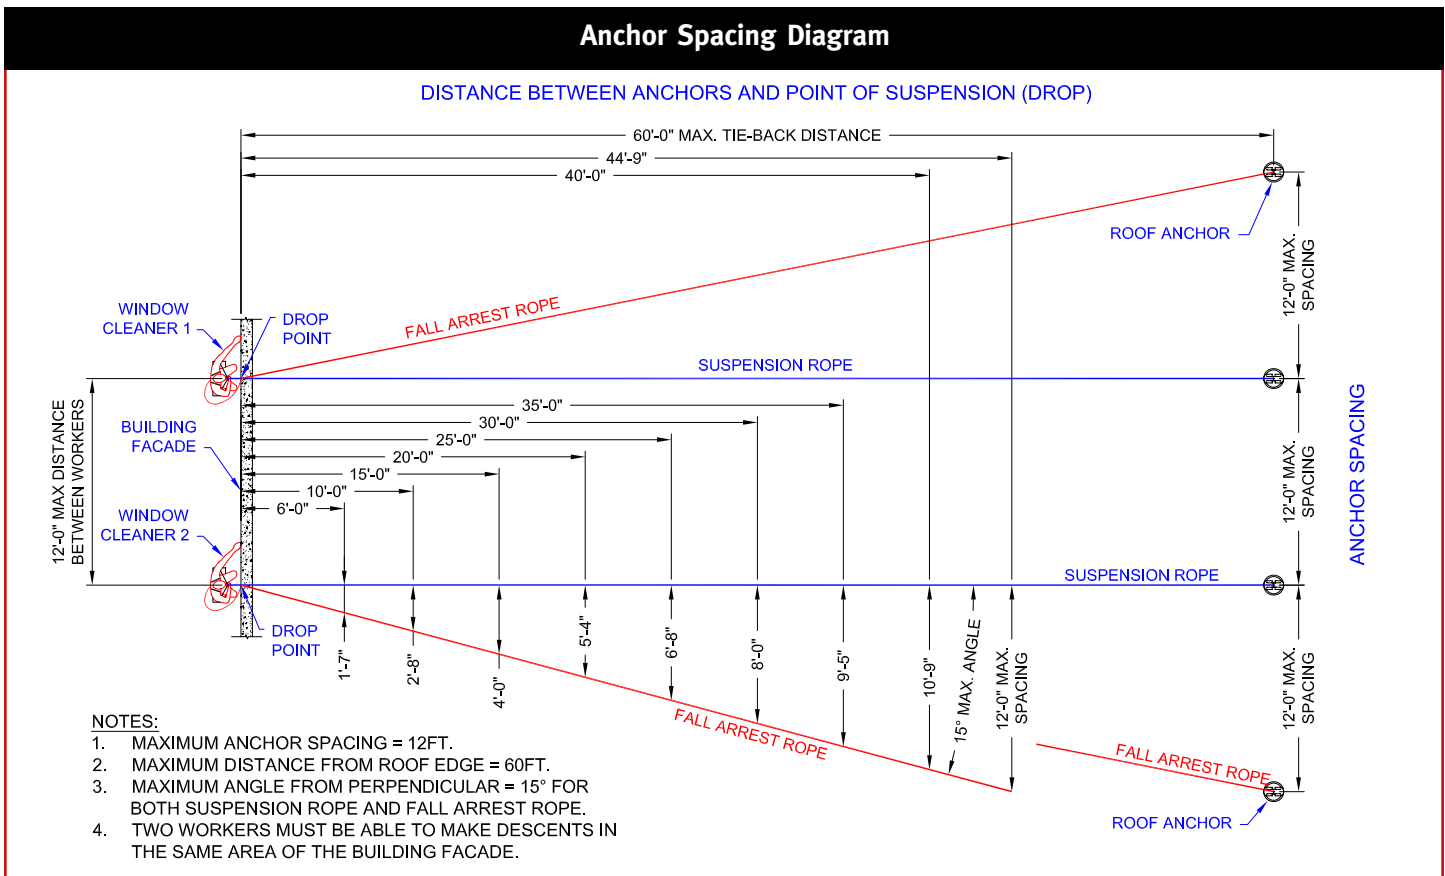 Anchor Spacing Diagram
DISTANCE BETWEEN ANCHORS AND POINT OF SUSPENSION (DROP)
60'-0" MAX. TIE-BACK DISTANCE
44'-9"
40'-0"
ROOF ANCHOR
12'-0" MAX.
SPACING
WINDOW
CLEANER 1
DROP
POINT
FALL ARREST ROPE
SUSPENSION ROPE
12'-0" MAX DISTANCE
BETWEEN WORKERS
BUILDING
FACADE
35'-0"
30'-0"
25'-0"
20'-0"
15'-0"
10'-0"
6'-0"
12'-0" MAX.
SPACING
ANCHOR SPACING
WINDOW
CLEANER 2
SUSPENSION ROPE
DROP
POINT
1'-7"
2'-8"
4'-0"
5'-4"
6'-8"
8'-0"
9'-5"
10'-9"
15° MAX. ANGLE
12'-0" MAX.
SPACING
12'-0" MAX.
SPACING
FALL ARREST ROPE
FALL ARREST ROPE
ROOF ANCHOR
NOTES:
1. MAXIMUM ANCHOR SPACING = 12FT.
2. MAXIMUM DISTANCE FROM ROOF EDGE = 60FT.
3. MAXIMUM ANGLE FROM PERPENDICULAR = 15° FOR
BOTH SUSPENSION ROPE AND FALL ARREST ROPE.
4. TWO WORKERS MUST BE ABLE TO MAKE DESCENTS IN
THE SAME AREA OF THE BUILDING FACADE.